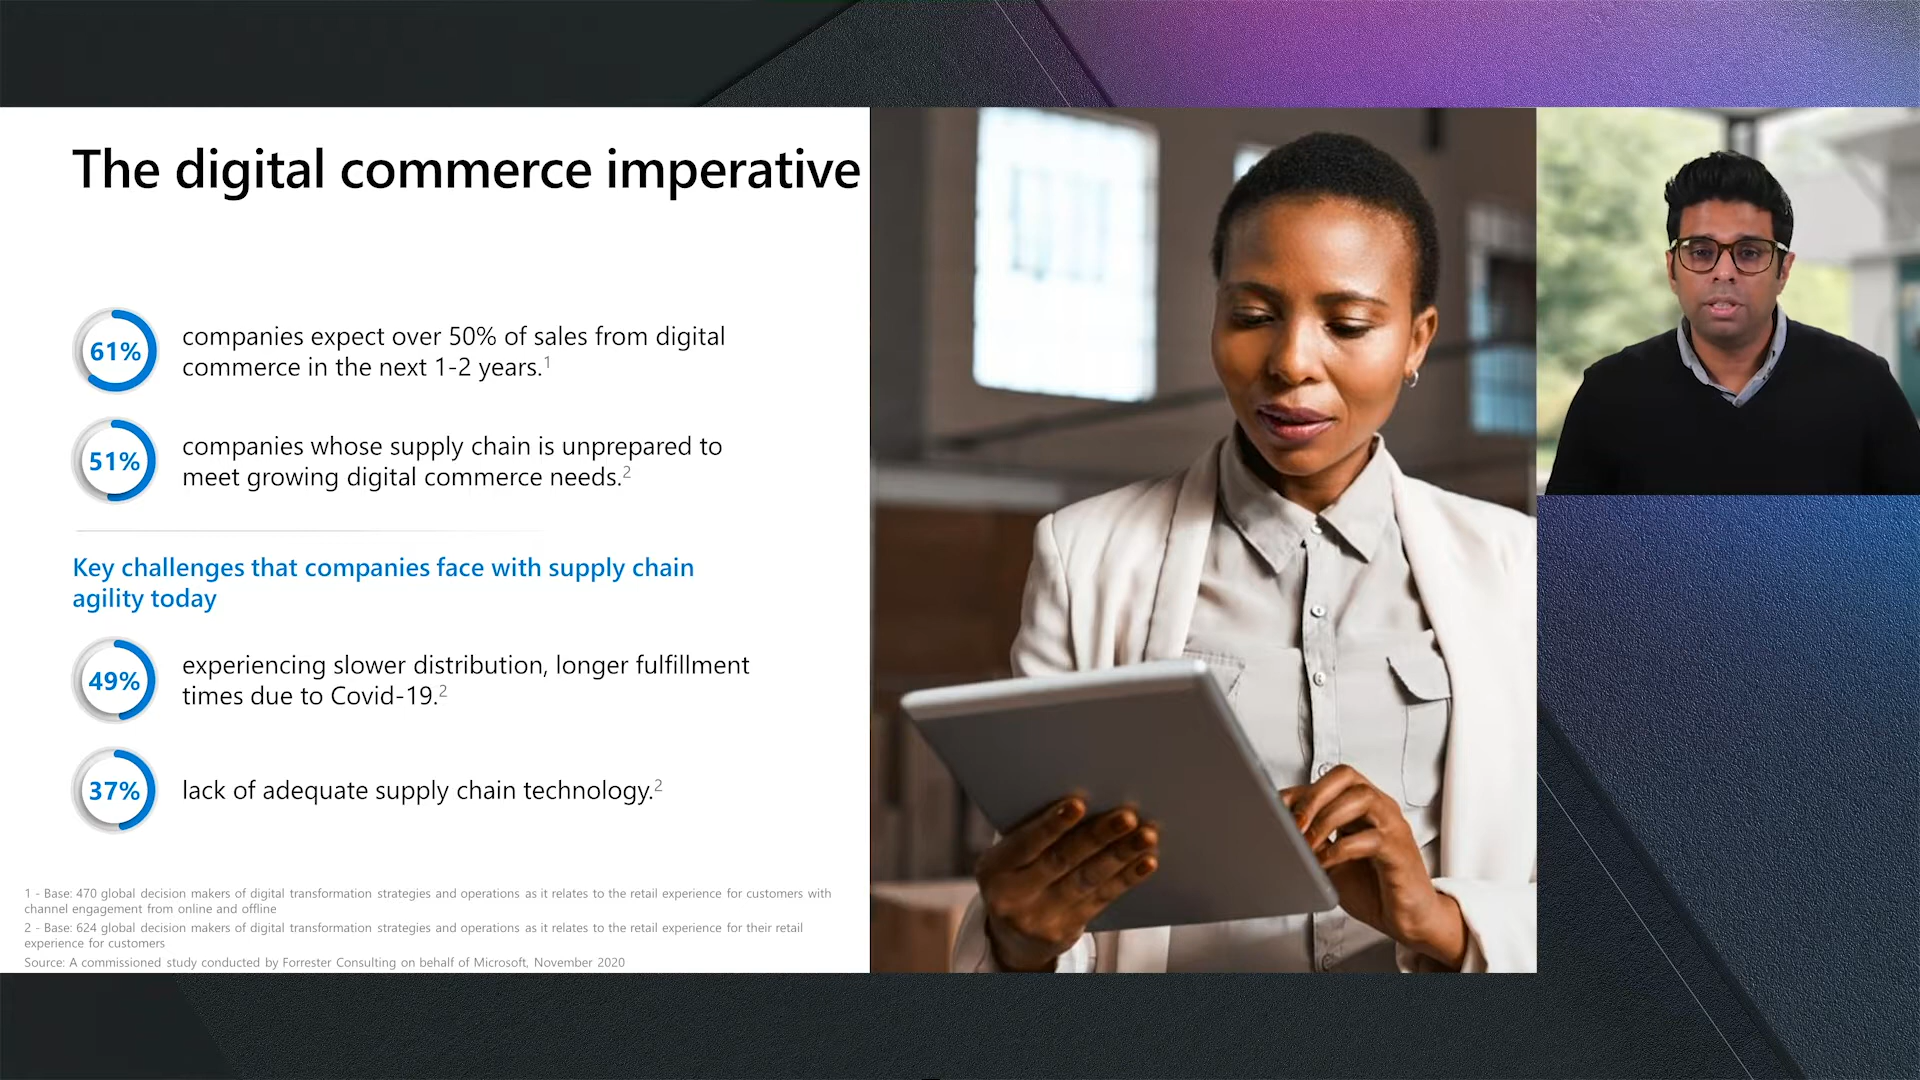 The digital commerce imperative
61%
companies expect over 50% of sales from digital
commerce in the next 1-2 years.1
51%
companies whose supply chain is unprepared to
meet growing digital commerce needs.2
Key challenges that companies face with supply chain
agility today
49%
experiencing slower distribution, longer fulfillment
times due to Covid-19.2
37%
lack of adequate supply chain technology.2
1 - Base: 470 global decision makers of digital transformation strategies and operations as it relates to the retail experience for customers with
channel engagement from online and offline
2 - Base: 624 global decision makers of digital transformation strategies and operations as it relates to the retail experience for their retail
experience for customers
Source: A commissioned study conducted by Forrester Consulting on behalf of Microsoft, November 2020